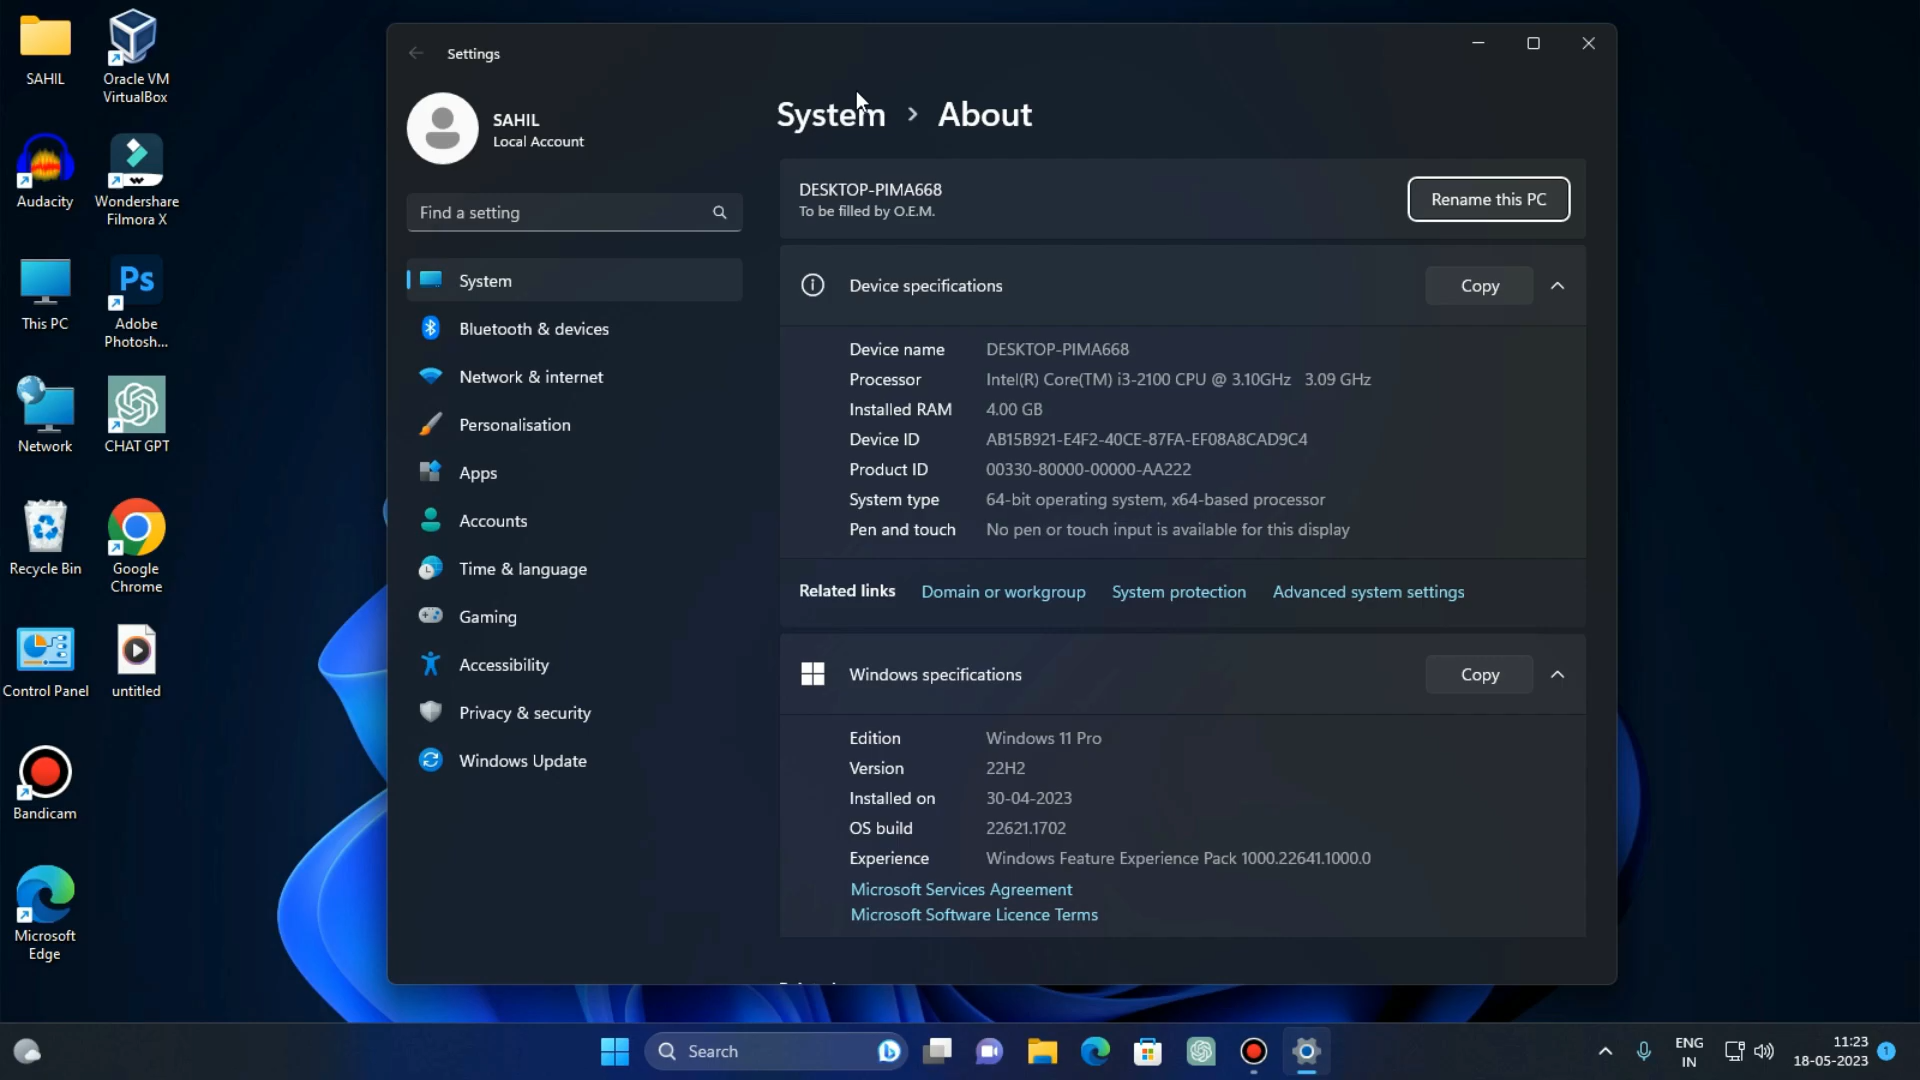 SAHIL
Oracle VM
VirtualBox
Audacity
Wondershare
Filmora X
This PC
Ps
Adobe
Photosh...
Network
CHAT GPT
Recycle Bin
Google
Chrome
Control Panel
untitled
Bandicam
Microsoft
Edge
Settings
SAHIL
Local Account
Find a setting
System
Bluetooth & devices
Network & internet
Personalisation
Apps
Accounts
Time & language
Gaming
Accessibility
Privacy & security
Windows Update
System > About
DESKTOP-PIMA668
To be filled by O.E.M.
Rename this PC
Device specifications
Copy
Device name DESKTOP-PIMA668
Processor Intel(R) Core(TM) i3-2100 CPU @ 3.10GHz 3.09 GHz
Installed RAM 4.00 GB
Device ID AB15B921-E4F2-40CE-87FA-EF08A8CAD9C4
Product ID 00330-80000-00000-AA222
System type 64-bit operating system, x64-based processor
Pen and touch No pen or touch input is available for this display
Related links Domain or workgroup System protection Advanced system settings
Windows specifications
Copy
Edition Windows 11 Pro
Version 22H2
Installed on 30-04-2023
OS build 22621.1702
Experience Windows Feature Experience Pack 1000.22641.1000.0
Microsoft Services Agreement
Microsoft Software Licence Terms
Search
ENG
IN
11:23
18-05-2023
1